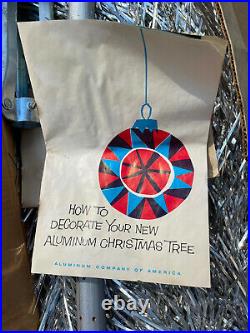 HOW TO
DECORATE YOUR NEW
ALUMINUM CHRISTMAS TREE
ALUMINUM COMPANY OF AMERICA